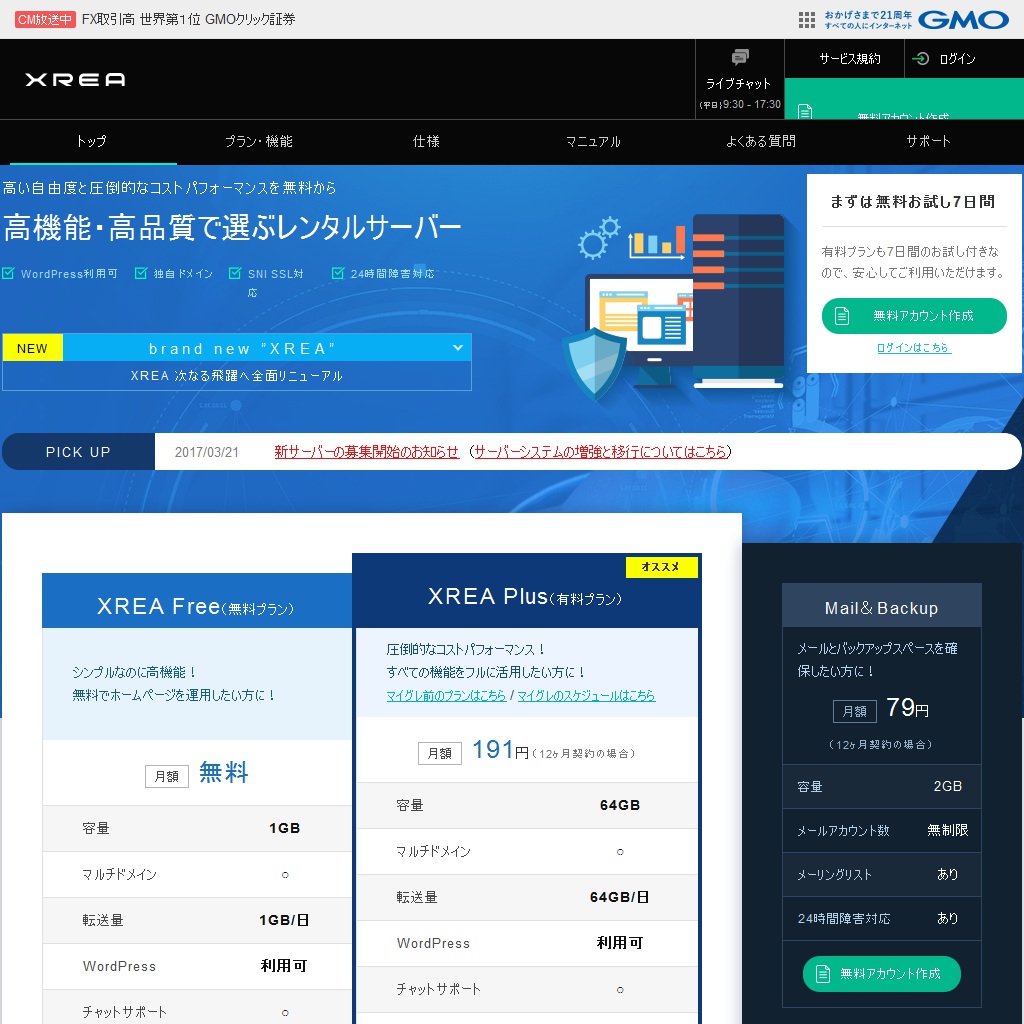 CM放送中 FX取引高 世界第1位 GMOクリック証券
おかげさまで21周年
すべての人にインターネット
GMO
XREA
ライブチャット
(平日)9:30 - 17:30
サービス規約
ログイン
無料アカウント作成
トップ プラン・機能 仕様 マニュアル よくある質問 サポート
高い自由度と圧倒的なコストパフォーマンスを無料から
高機能・高品質で選ぶレンタルサーバー
WordPress利用可 独自ドメイン SNI SSL対応 24時間障害対応
NEW brand new "XREA"
XREA 次なる飛躍へ全面リニューアル
まずは無料お試し7日間
有料プランも7日間のお試し付きな
ので、安心してご利用いただけます。
無料アカウント作成
ログインはこちら
PICK UP 2017/03/21 新サーバーの募集開始のお知らせ （サーバーシステムの増強と移行についてはこちら）
XREA Free(無料プラン)
シンプルなのに高機能！
無料でホームページを運用したい方に！
月額 無料
容量 1GB
マルチドメイン ○
転送量 1GB/日
WordPress 利用可
チャットサポート ○
オススメ
XREA Plus(有料プラン)
圧倒的なコストパフォーマンス！
すべての機能をフルに活用したい方に！
マイグレ前のプランはこちら / マイグレのスケジュールはこちら
月額 191円(12ヶ月契約の場合)
容量 64GB
マルチドメイン ○
転送量 64GB/日
WordPress 利用可
チャットサポート ○
Mail＆Backup
メールとバックアップスペースを確
保したい方に！
月額 79円
(12ヶ月契約の場合)
容量 2GB
メールアカウント数 無制限
メーリングリスト あり
24時間障害対応 あり
無料アカウント作成